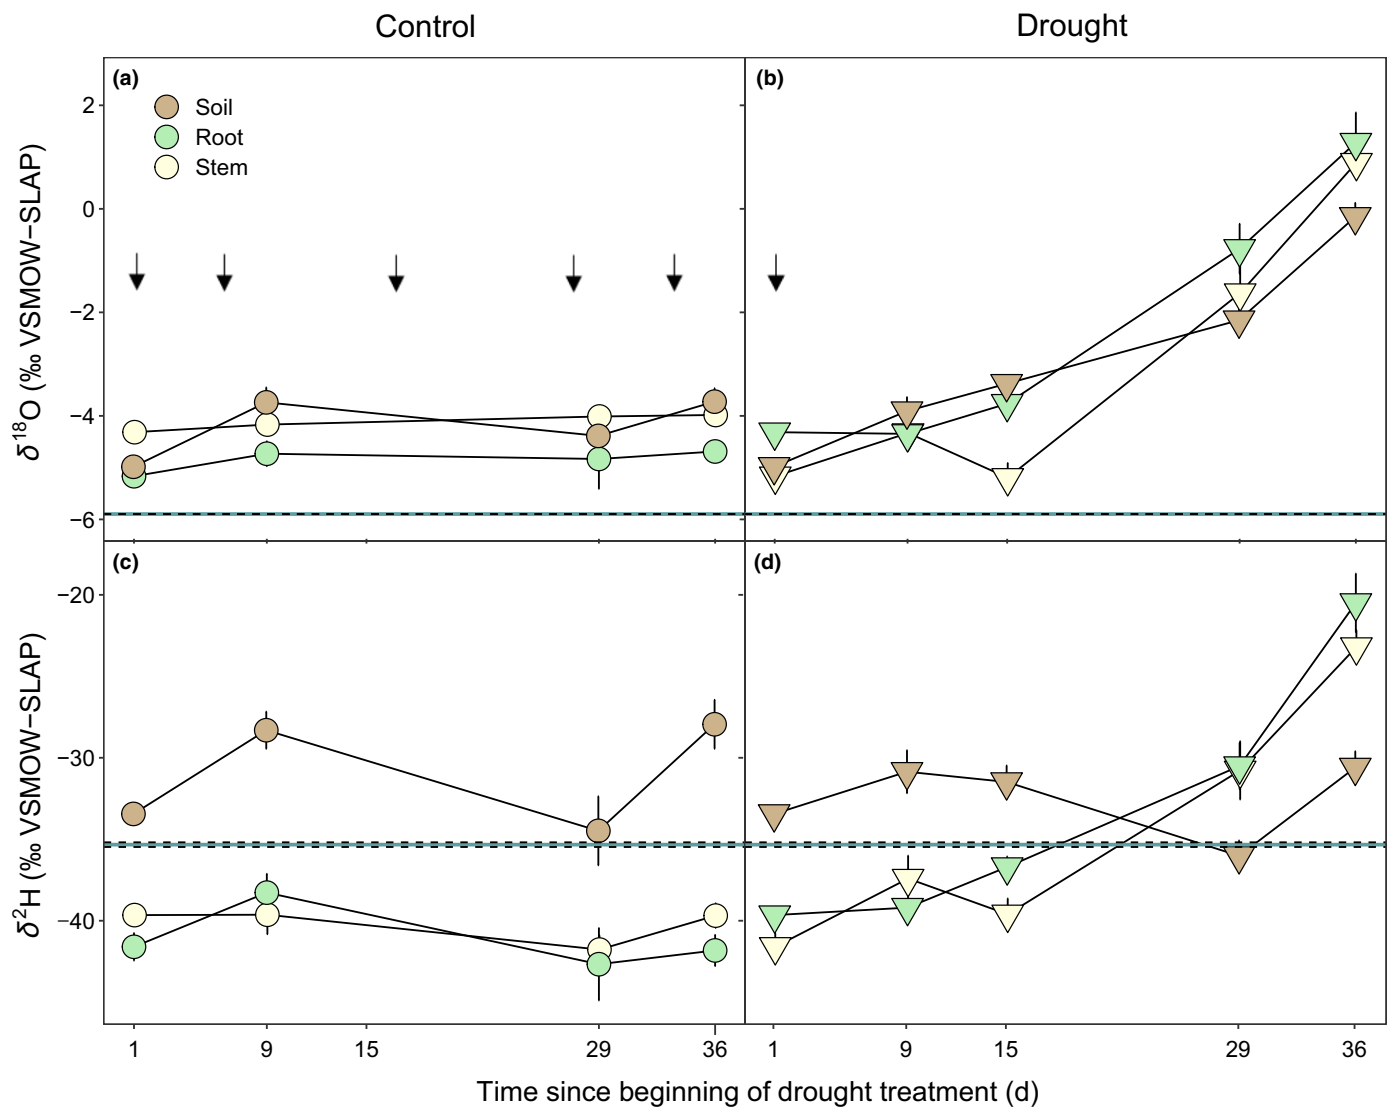 Control
Drought
(a)
(b)
Soil
Root
Stem
2
0
−2
−4
−6
δ¹⁸O (‰ VSMOW−SLAP)
(c)
(d)
−20
−30
−40
δ²H (‰ VSMOW−SLAP)
1 9 15 29 36
1 9 15 29 36
Time since beginning of drought treatment (d)